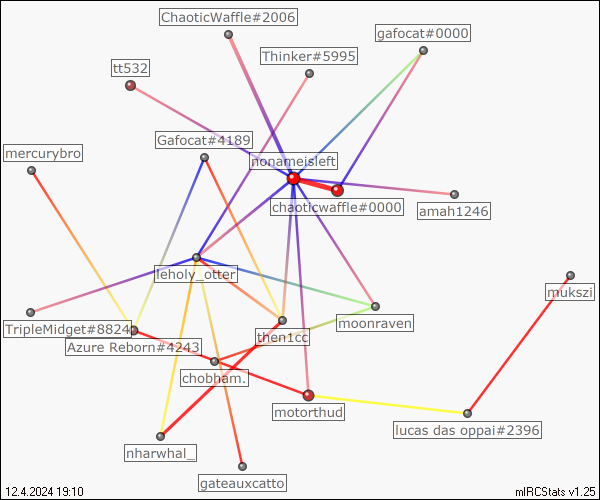 ChaoticWaffle#2006
gafocat#0000
Thinker#5995
tt532
Gafocat#4189
mercurybro
nonameisleft
chaoticwaffle#0000
amah1246
leholy_otter
mukszi
TripleMidget#8824
moonraven
then1cc
Azure Reborn#4243
chobham.
motorthud
lucas das oppai#2396
nharwhal_
gateauxcatto
12.4.2024 19:10
mIRCStats v1.25